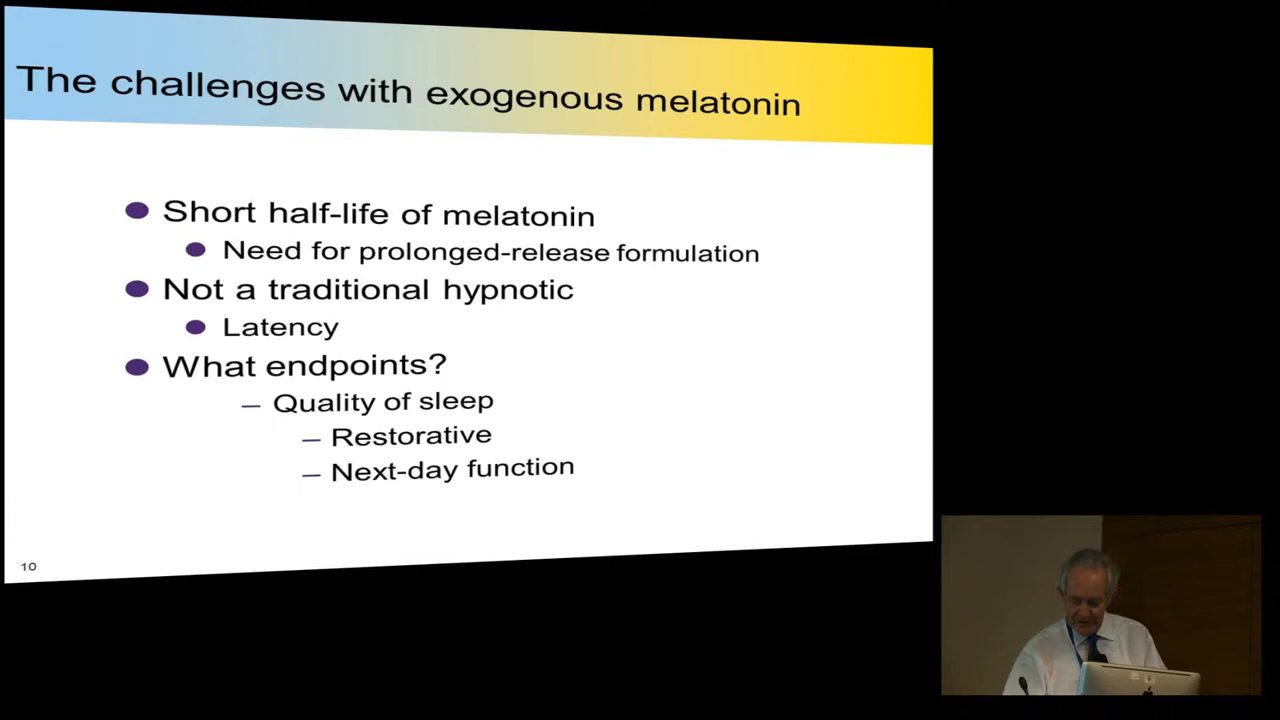 The challenges with exogenous melatonin
Short half-life of melatonin
Need for prolonged-release formulation
Not a traditional hypnotic
Latency
What endpoints?
– Quality of sleep
– Restorative
– Next-day function
10